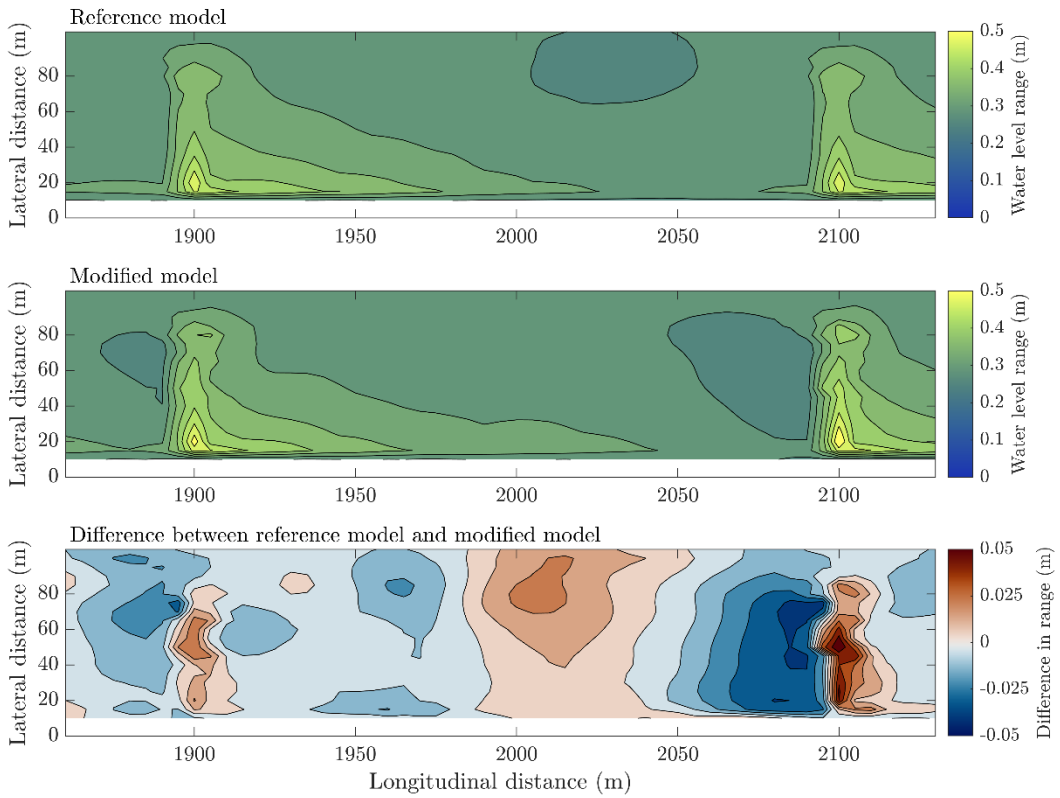 Reference model
Lateral distance (m)
80
60
40
20
0
1900 1950 2000 2050 2100
0.5
0.4
0.3
0.2
0.1
0
Water level range (m)
Modified model
Lateral distance (m)
80
60
40
20
0
1900 1950 2000 2050 2100
0.5
0.4
0.3
0.2
0.1
0
Water level range (m)
Difference between reference model and modified model
Lateral distance (m)
80
60
40
20
0
1900 1950 2000 2050 2100
Longitudinal distance (m)
0.05
0.025
0
-0.025
-0.05
Difference in range (m)